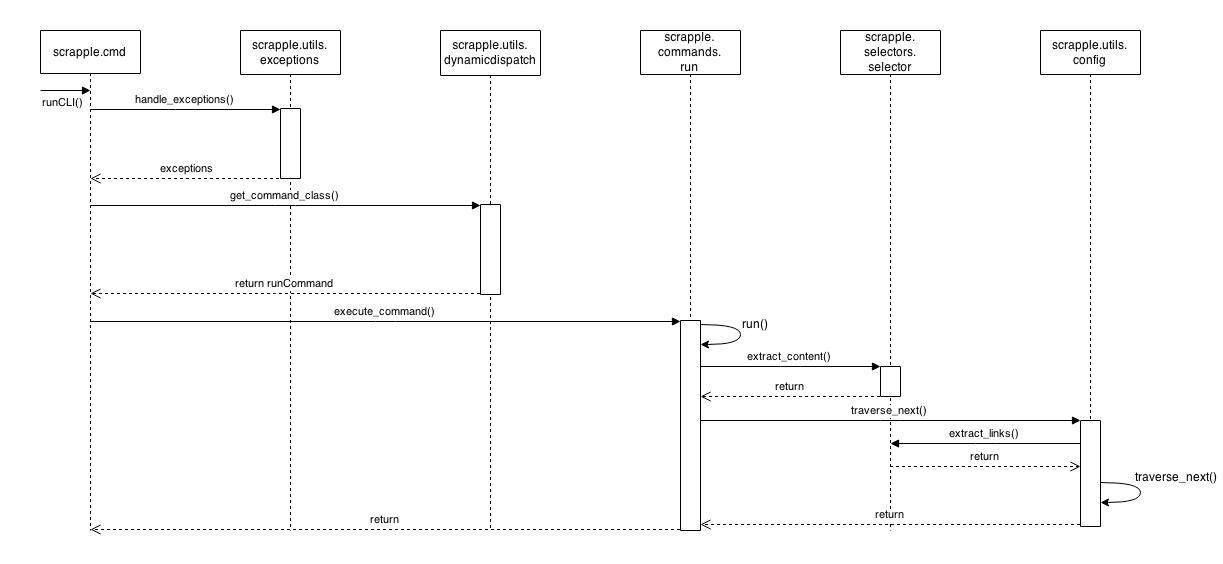 scrapple.cmd
scrapple.utils.
exceptions
scrapple.utils.
dynamicdispatch
scrapple.
commands.
run
scrapple.
selectors.
selector
scrapple.utils.
config
runCLI()
handle_exceptions()
exceptions
get_command_class()
return runCommand
execute_command()
run()
extract_content()
return
traverse_next()
extract_links()
return
traverse_next()
return
return